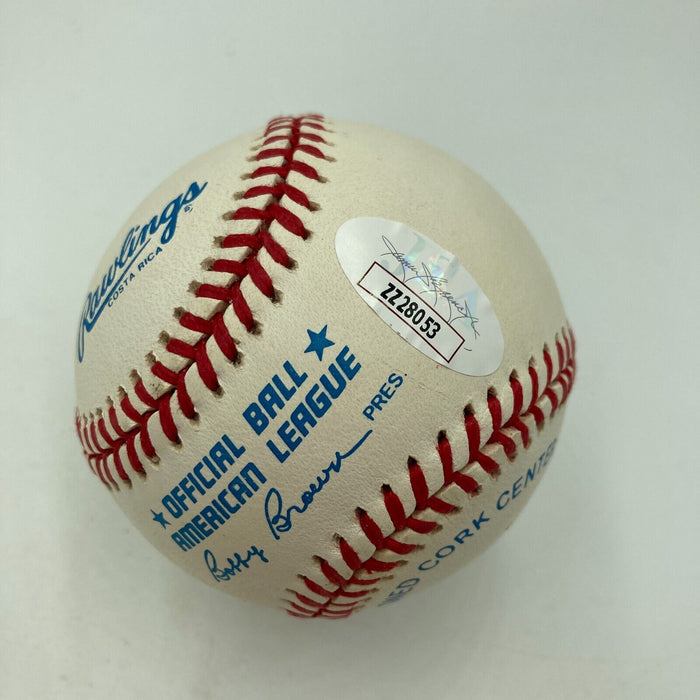 Rawlings®
COSTA RICA
OFFICIAL BALL
AMERICAN LEAGUE
Bobby Brown PRES.
ZZ28053
CORK CENTE